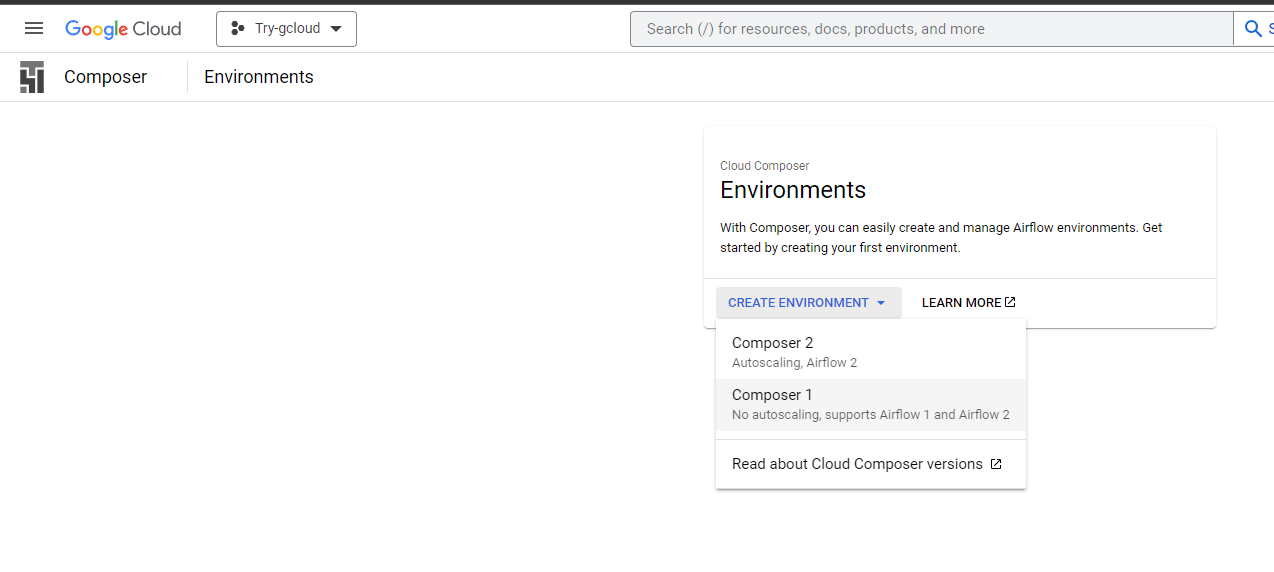 Google Cloud
Try-gcloud
Search (/) for resources, docs, products, and more
Composer
Environments
Cloud Composer
Environments
With Composer, you can easily create and manage Airflow environments. Get
started by creating your first environment.
CREATE ENVIRONMENT
LEARN MORE
Composer 2
Autoscaling, Airflow 2
Composer 1
No autoscaling, supports Airflow 1 and Airflow 2
Read about Cloud Composer versions